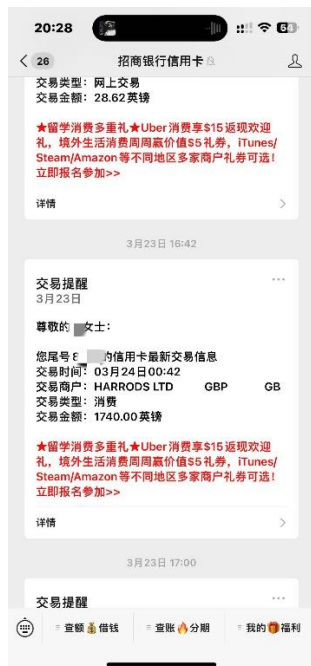 20:28
64
26
招商银行信用卡
交易类型：网上交易
交易金额：28.62英镑
★留学消费多重礼★Uber消费享$15返现欢迎
礼，境外生活消费周周赢价值$5礼券，iTunes/
Steam/Amazon等不同地区多家商户礼券可选！
立即报名参加>>
详情
3月23日 16:42
交易提醒
3月23日
尊敬的 女士：
您尾号8 的信用卡最新交易信息
交易时间：03月24日00:42
交易商户：HARRODS LTD GBP GB
交易类型：消费
交易金额：1740.00英镑
★留学消费多重礼★Uber消费享$15返现欢迎
礼，境外生活消费周周赢价值$5礼券，iTunes/
Steam/Amazon等不同地区多家商户礼券可选！
立即报名参加>>
详情
3月23日 17:00
交易提醒
查额💰借钱
查账🔥分期
我的🎁福利